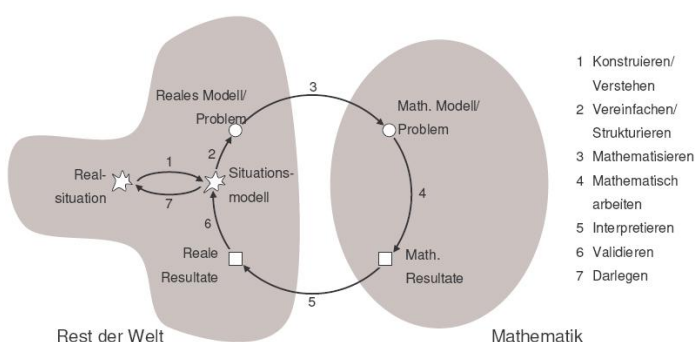 Reales Modell/
Problem
3
Math. Modell/
Problem
1
2
Real-
situation
7
Situations-
modell
4
6
Reale
Resultate
Math.
Resultate
5
Rest der Welt
Mathematik
1 Konstruieren/
Verstehen
2 Vereinfachen/
Strukturieren
3 Mathematisieren
4 Mathematisch
arbeiten
5 Interpretieren
6 Validieren
7 Darlegen